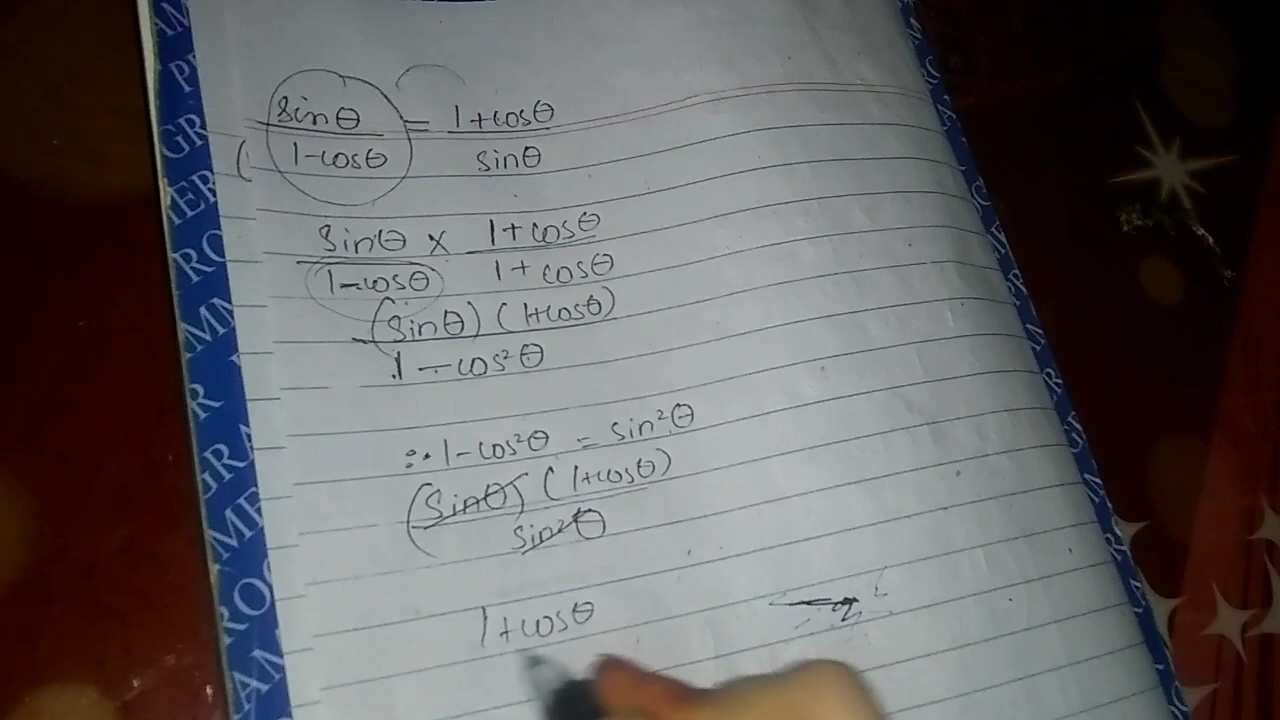 sinθ / 1-cosθ = 1+cosθ / sinθ
sinθ / 1-cosθ × 1+cosθ / 1+cosθ
(sinθ) (1+cosθ) / 1-cos²θ
∵ 1-cos²θ = sin²θ
(sinθ) (1+cosθ) / sin²θ
1+cosθ